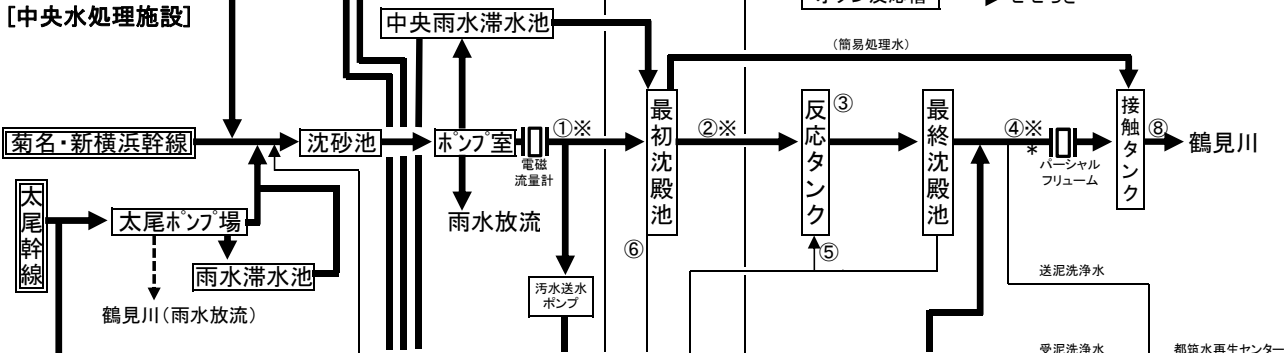 [中央水処理施設]
中央雨水滞水池
(簡易処理水)
菊名・新横浜幹線
沈砂池
ポンプ室
電磁
流量計
①※
最初沈殿池
②※
反応タンク
③
最終沈殿池
④※
*
パーシャル
フリューム
接触タンク
⑧
鶴見川
太尾幹線
太尾ポンプ場
雨水放流
雨水滞水池
鶴見川(雨水放流)
汚水送水
ポンプ
⑥
⑤
送泥洗浄水
受泥洗浄水
都筑水再生センター